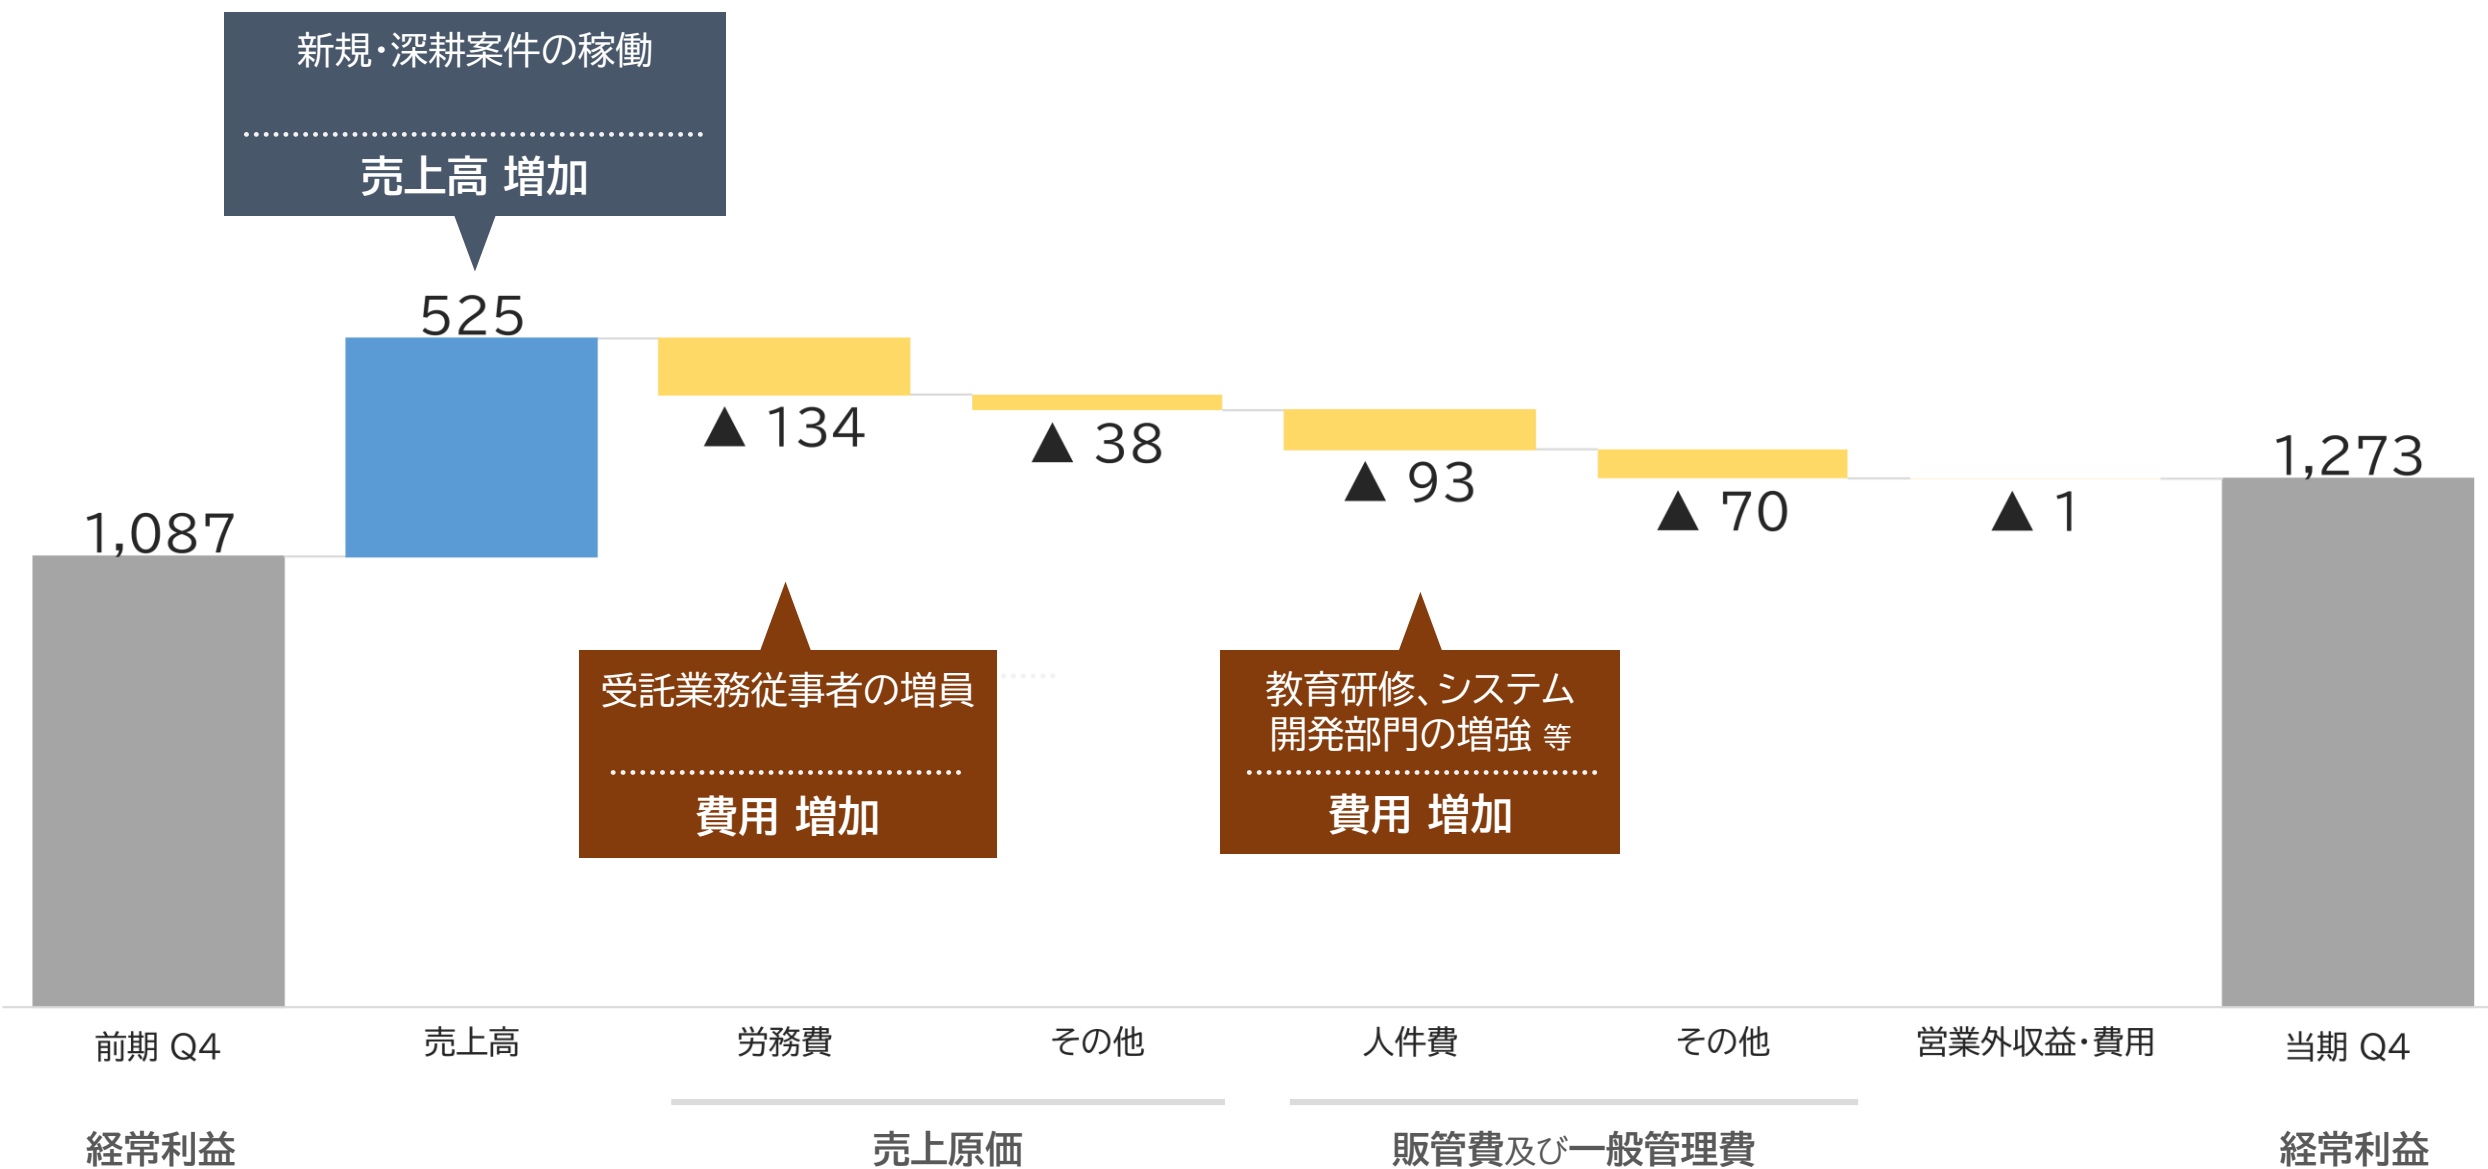 新規・深耕案件の稼働
売上高 増加
525
▲ 134
▲ 38
▲ 93
▲ 70
▲ 1
1,273
1,087
受託業務従事者の増員
費用 増加
教育研修、システム
開発部門の増強 等
費用 増加
前期 Q4
売上高
労務費
その他
人件費
その他
営業外収益・費用
当期 Q4
経常利益
売上原価
販管費及び一般管理費
経常利益